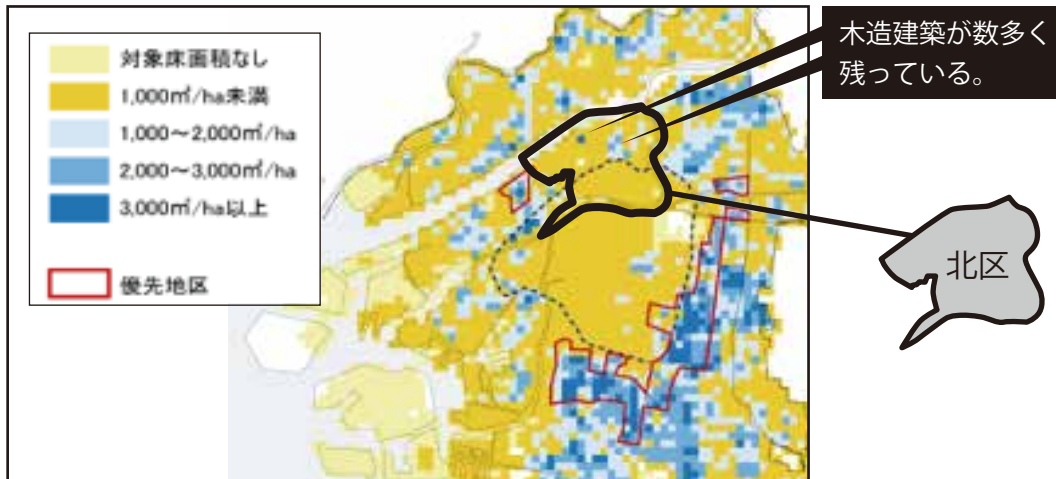 対象床面積なし
1,000㎡/ha未満
1,000～2,000㎡/ha
2,000～3,000㎡/ha
3,000㎡/ha以上
優先地区
木造建築が数多く
残っている。
北区